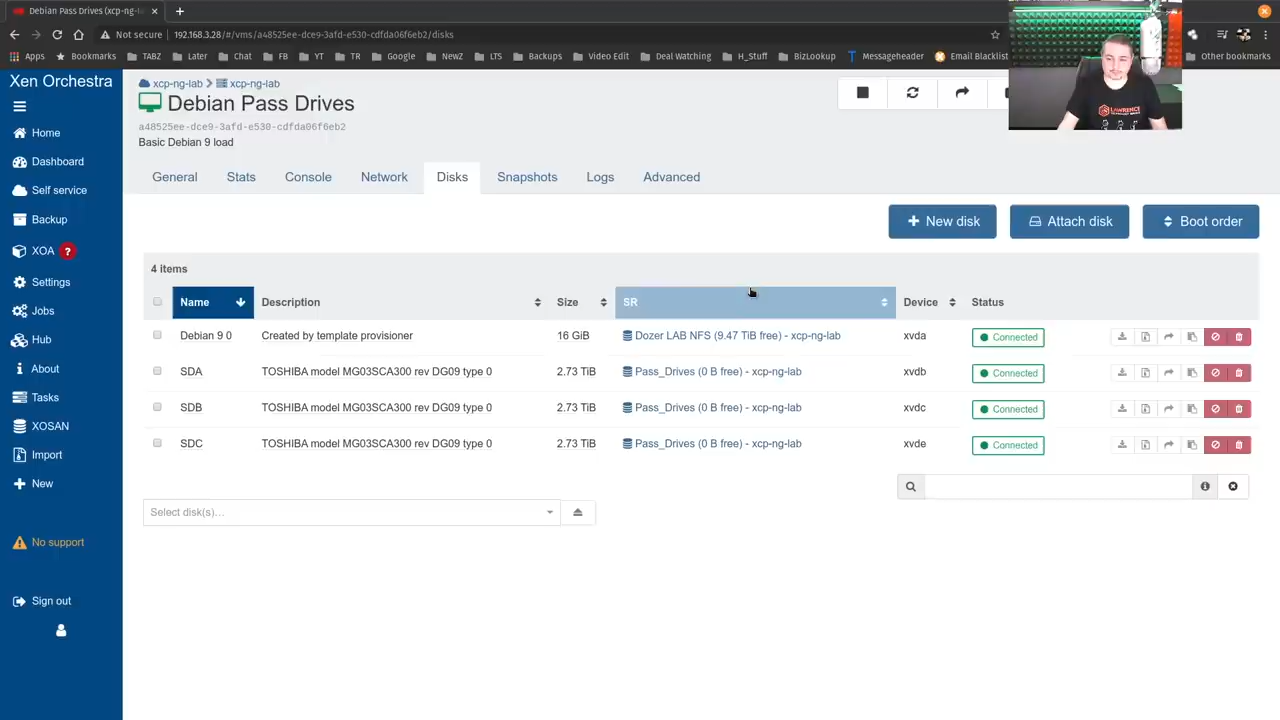 Debian Pass Drives (xcp-ng-l
Not secure 192.168.3.28/#/vms/a48525ee-dce9-3afd-e530-cdfda06f6eb2/disks
Apps Bookmarks TABZ Later Chat FB YT TR Google NewZ LTS Backups Video Edit Deal Watching H_Stuff BizLookup Messageheader Email Blacklist Other bookmarks
Xen Orchestra
Home
Dashboard
Self service
Backup
XOA ?
Settings
Jobs
Hub
About
Tasks
XOSAN
Import
New
No support
Sign out
xcp-ng-lab xcp-ng-lab
Debian Pass Drives
a48525ee-dce9-3afd-e530-cdfda06f6eb2
Basic Debian 9 load
General Stats Console Network Disks Snapshots Logs Advanced
New disk Attach disk Boot order
4 items
Name Description Size SR Device Status
Debian 9 0 Created by template provisioner 16 GiB Dozer LAB NFS (9.47 TiB free) - xcp-ng-lab xvda Connected
SDA TOSHIBA model MG03SCA300 rev DG09 type 0 2.73 TiB Pass_Drives (0 B free) - xcp-ng-lab xvdb Connected
SDB TOSHIBA model MG03SCA300 rev DG09 type 0 2.73 TiB Pass_Drives (0 B free) - xcp-ng-lab xvdc Connected
SDC TOSHIBA model MG03SCA300 rev DG09 type 0 2.73 TiB Pass_Drives (0 B free) - xcp-ng-lab xvde Connected
Select disk(s)...
LAWRENCE